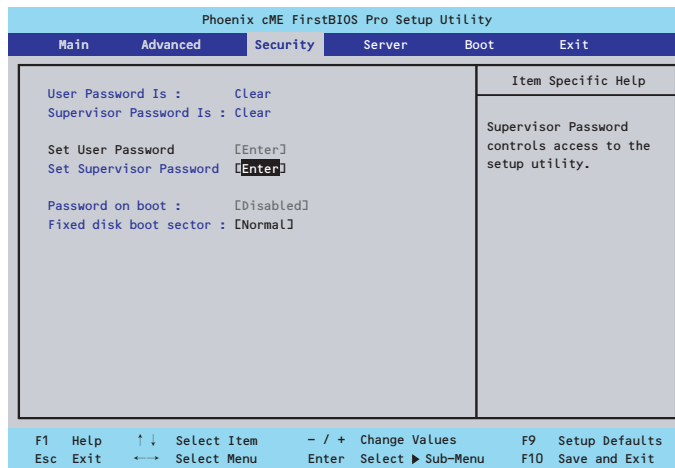 Phoenix cME FirstBIOS Pro Setup Utility
Main Advanced Security Server Boot Exit
Item Specific Help
User Password Is : Clear
Supervisor Password Is : Clear
Supervisor Password
controls access to the
setup utility.
Set User Password [Enter]
Set Supervisor Password [Enter]
Password on boot : [Disabled]
Fixed disk boot sector : [Normal]
F1 Help ↑↓ Select Item - / + Change Values F9 Setup Defaults
Esc Exit ←→ Select Menu Enter Select ▶ Sub-Menu F10 Save and Exit